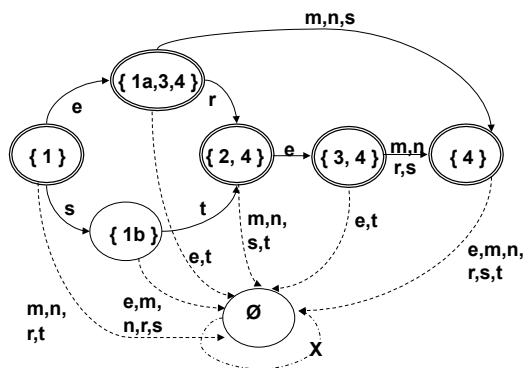 m,n,s
{ 1a,3,4 }
e
r
{ 1 }
{ 2, 4 }
e
{ 3, 4 }
m,n
r,s
{ 4 }
s
{ 1b }
t
m,n,
s,t
e,t
e,t
e,m,n,
r,s,t
m,n,
r,t
e,m,
n,r,s
Ø
X